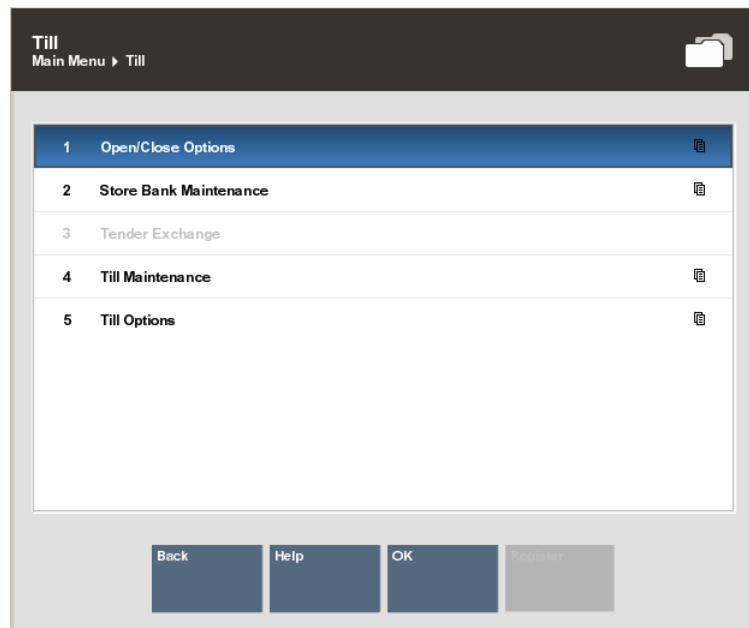 Till
Main Menu ▸ Till
1 Open/Close Options
2 Store Bank Maintenance
3 Tender Exchange
4 Till Maintenance
5 Till Options
Back Help OK Register